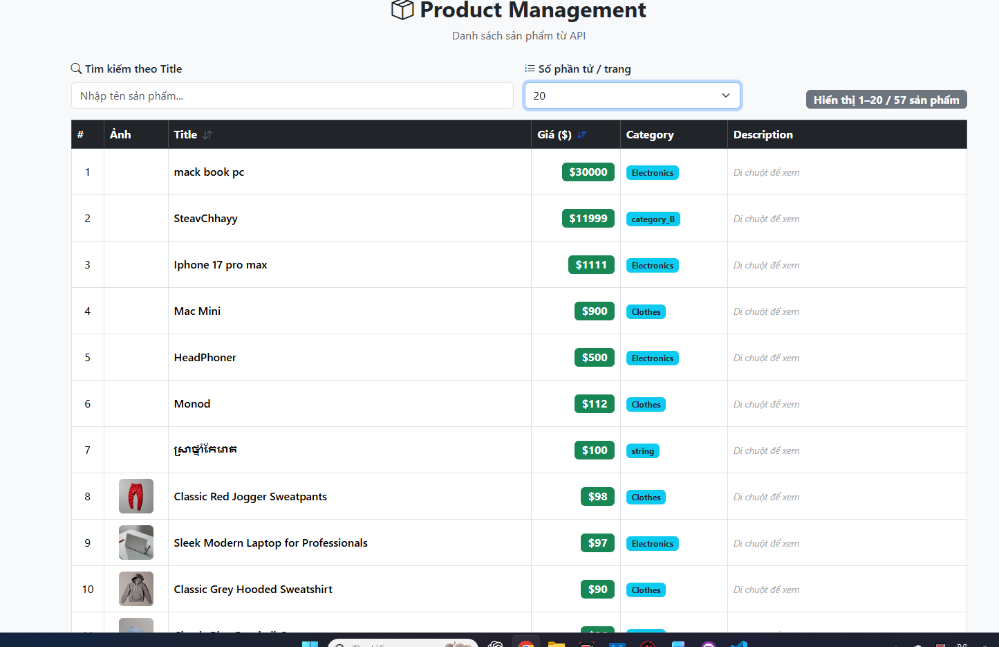 Product Management
Danh sách sản phẩm từ API
Tìm kiếm theo Title
Số phần tử / trang
Nhập tên sản phẩm...
20
Hiển thị 1–20 / 57 sản phẩm
# Ảnh Title Giá ($) Category Description
1 mack book pc $30000 Electronics Di chuột để xem
2 SteavChhayy $11999 category_B Di chuột để xem
3 Iphone 17 pro max $1111 Electronics Di chuột để xem
4 Mac Mini $900 Clothes Di chuột để xem
5 HeadPhoner $500 Electronics Di chuột để xem
6 Monod $112 Clothes Di chuột để xem
7 $100 string Di chuột để xem
8 Classic Red Jogger Sweatpants $98 Clothes Di chuột để xem
9 Sleek Modern Laptop for Professionals $97 Electronics Di chuột để xem
10 Classic Grey Hooded Sweatshirt $90 Clothes Di chuột để xem